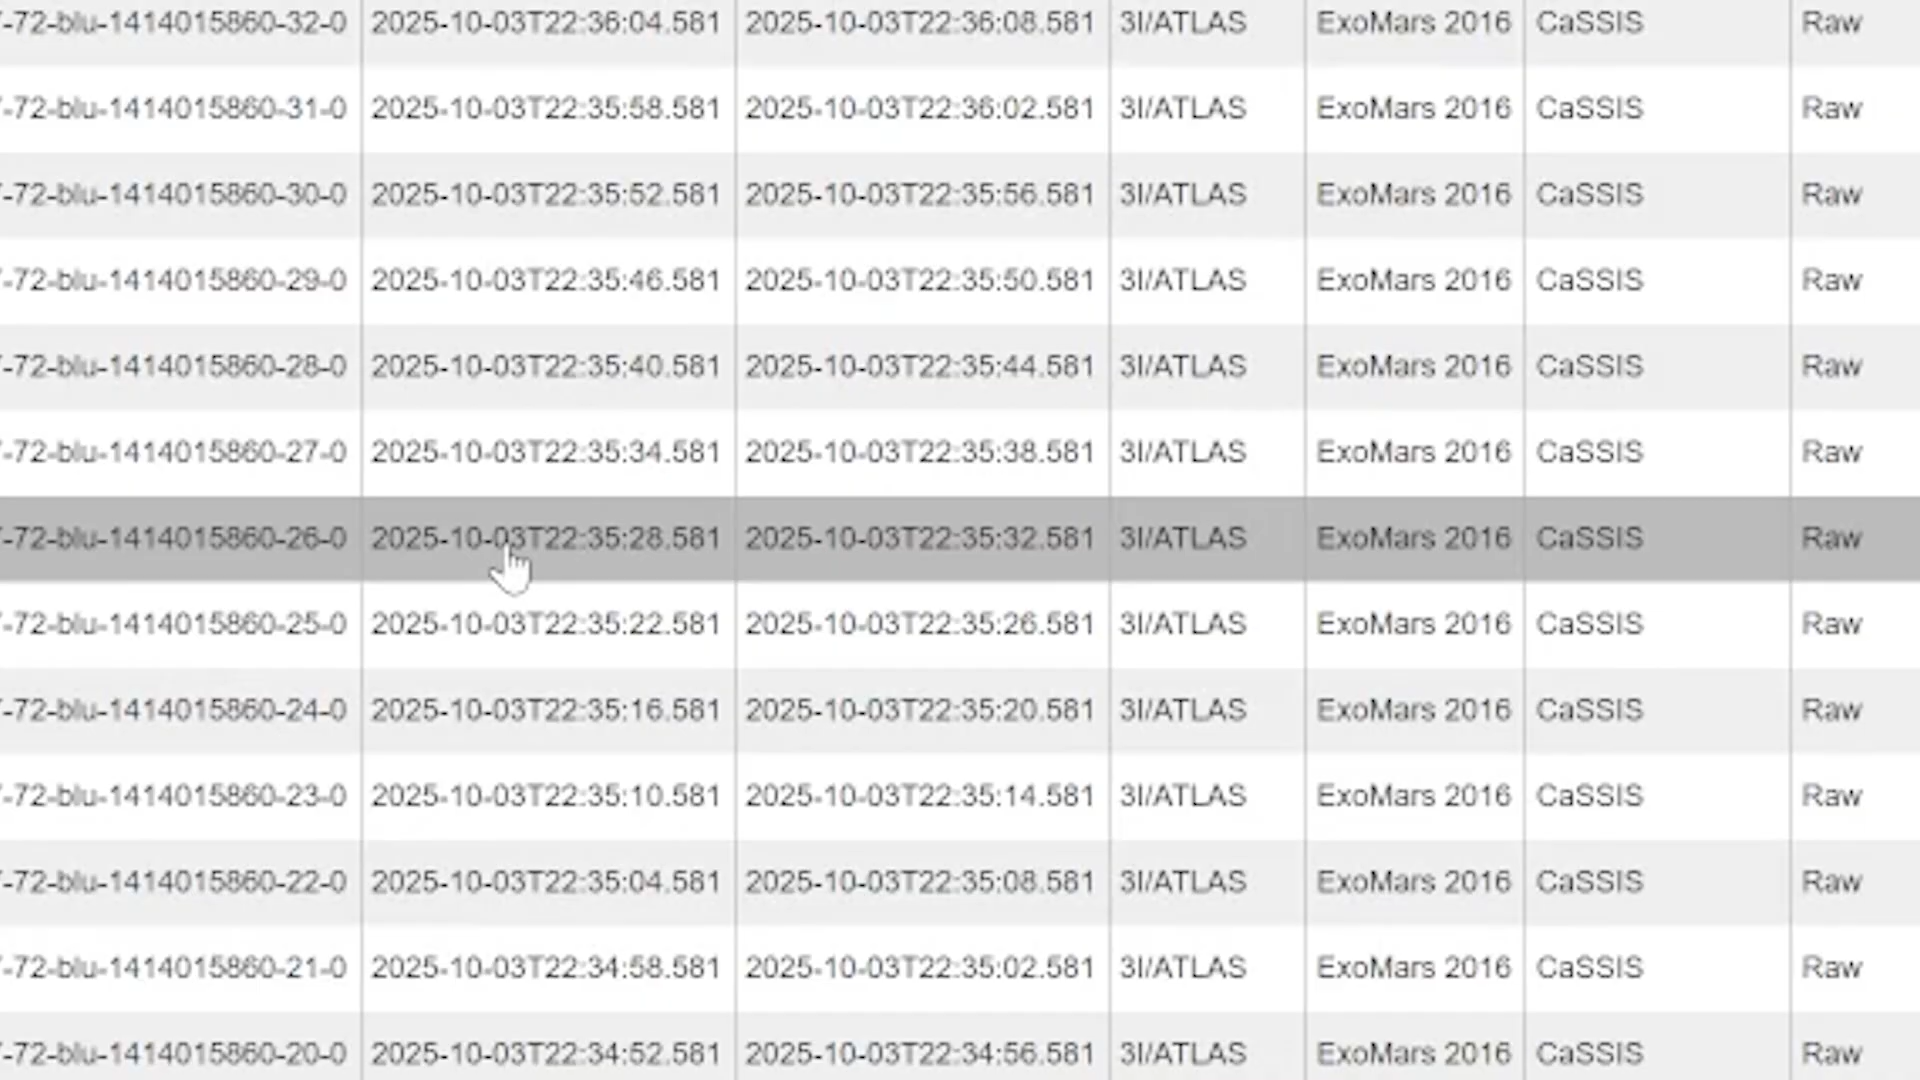 -72-blu-1414015860-32-0 2025-10-03T22:36:04.581 2025-10-03T22:36:08.581 3I/ATLAS ExoMars 2016 CaSSIS Raw
-72-blu-1414015860-31-0 2025-10-03T22:35:58.581 2025-10-03T22:36:02.581 3I/ATLAS ExoMars 2016 CaSSIS Raw
-72-blu-1414015860-30-0 2025-10-03T22:35:52.581 2025-10-03T22:35:56.581 3I/ATLAS ExoMars 2016 CaSSIS Raw
-72-blu-1414015860-29-0 2025-10-03T22:35:46.581 2025-10-03T22:35:50.581 3I/ATLAS ExoMars 2016 CaSSIS Raw
-72-blu-1414015860-28-0 2025-10-03T22:35:40.581 2025-10-03T22:35:44.581 3I/ATLAS ExoMars 2016 CaSSIS Raw
-72-blu-1414015860-27-0 2025-10-03T22:35:34.581 2025-10-03T22:35:38.581 3I/ATLAS ExoMars 2016 CaSSIS Raw
-72-blu-1414015860-26-0 2025-10-03T22:35:28.581 2025-10-03T22:35:32.581 3I/ATLAS ExoMars 2016 CaSSIS Raw
-72-blu-1414015860-25-0 2025-10-03T22:35:22.581 2025-10-03T22:35:26.581 3I/ATLAS ExoMars 2016 CaSSIS Raw
-72-blu-1414015860-24-0 2025-10-03T22:35:16.581 2025-10-03T22:35:20.581 3I/ATLAS ExoMars 2016 CaSSIS Raw
-72-blu-1414015860-23-0 2025-10-03T22:35:10.581 2025-10-03T22:35:14.581 3I/ATLAS ExoMars 2016 CaSSIS Raw
-72-blu-1414015860-22-0 2025-10-03T22:35:04.581 2025-10-03T22:35:08.581 3I/ATLAS ExoMars 2016 CaSSIS Raw
-72-blu-1414015860-21-0 2025-10-03T22:34:58.581 2025-10-03T22:35:02.581 3I/ATLAS ExoMars 2016 CaSSIS Raw
-72-blu-1414015860-20-0 2025-10-03T22:34:52.581 2025-10-03T22:34:56.581 3I/ATLAS ExoMars 2016 CaSSIS Raw